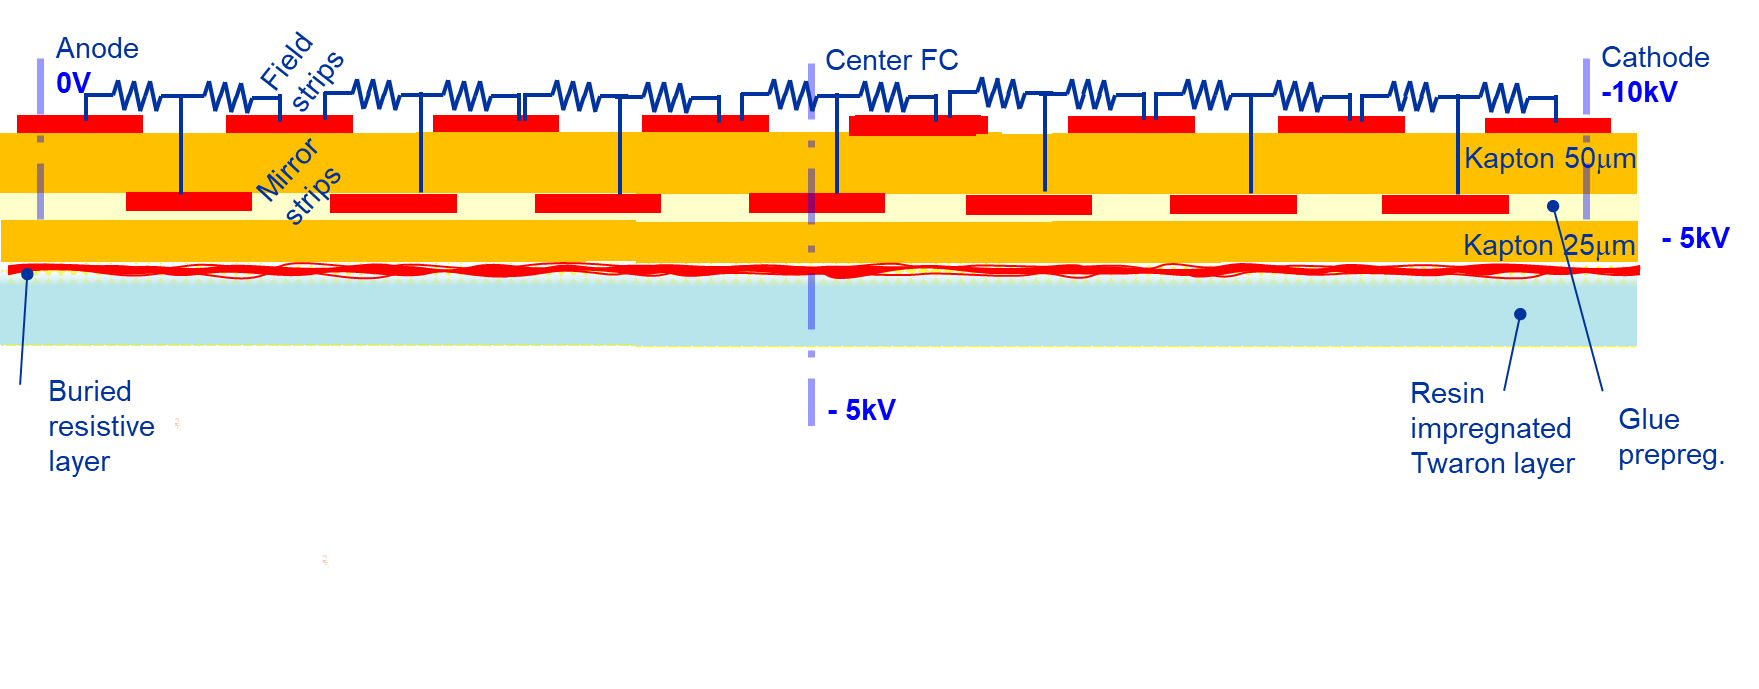 Anode
0V
Field
strips
Center FC
Cathode
-10kV
Kapton 50μm
Mirror
strips
Kapton 25μm
- 5kV
- 5kV
Buried
resistive
layer
Resin
impregnated
Twaron layer
Glue
prepreg.